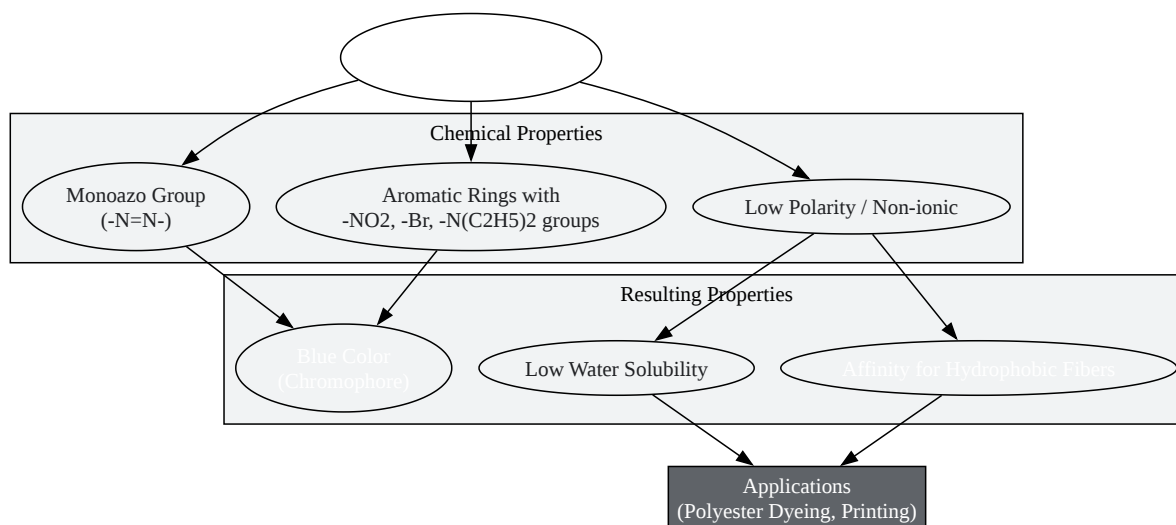 Chemical Properties
Monoazo Group
(-N=N-)
Aromatic Rings with
-NO2, -Br, -N(C2H5)2 groups
Low Polarity / Non-ionic
Resulting Properties
Blue Color
(Chromophore)
Low Water Solubility
Affinity for Hydrophobic Fibers
Applications
(Polyester Dyeing, Printing)